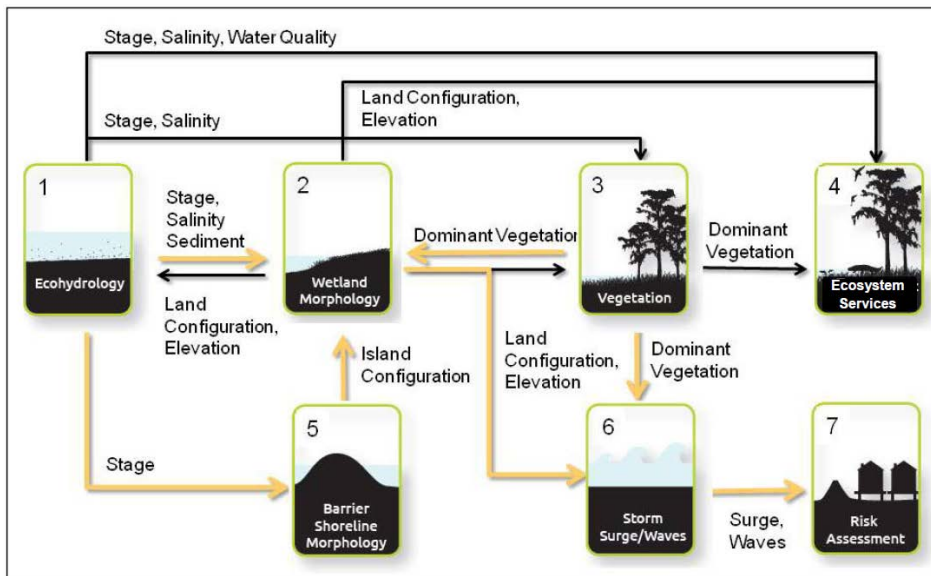 Stage, Salinity, Water Quality
Land Configuration,
Elevation
Stage, Salinity
1
Ecohydrology
Stage,
Salinity
Sediment
Land
Configuration,
Elevation
2
Wetland
Morphology
Dominant Vegetation
3
Vegetation
Dominant
Vegetation
4
Ecosystem
Services
Island
Configuration
Land
Configuration,
Elevation
Dominant
Vegetation
Stage
5
Barrier
Shoreline
Morphology
6
Storm
Surge/Waves
Surge,
Waves
7
Risk
Assessment